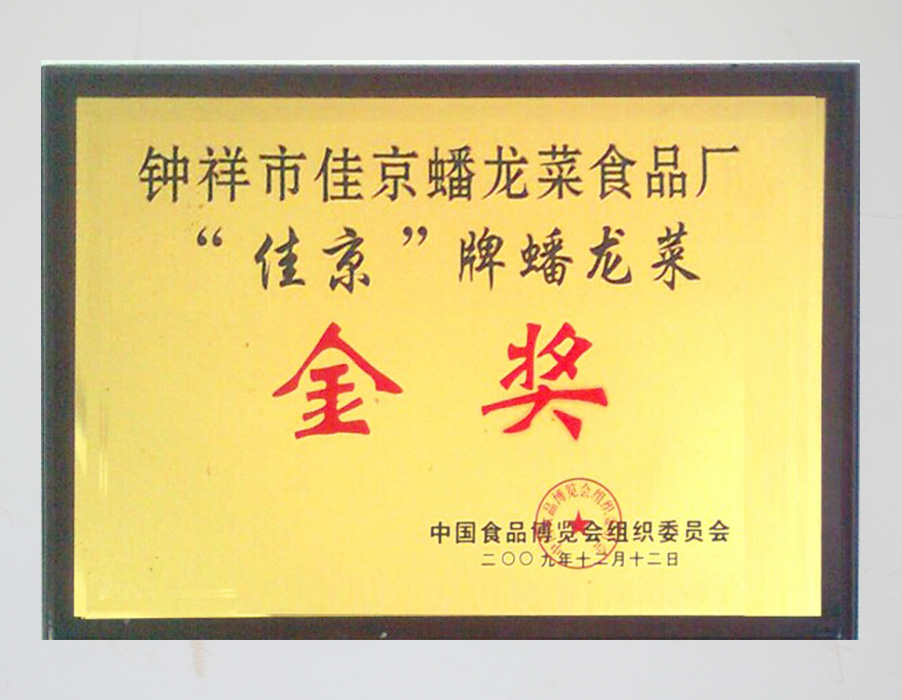 钟祥市佳京蟠龙菜食品厂
“佳京”牌蟠龙菜
金奖
中国食品博览会组织委员会
二〇〇九年十二月十二日